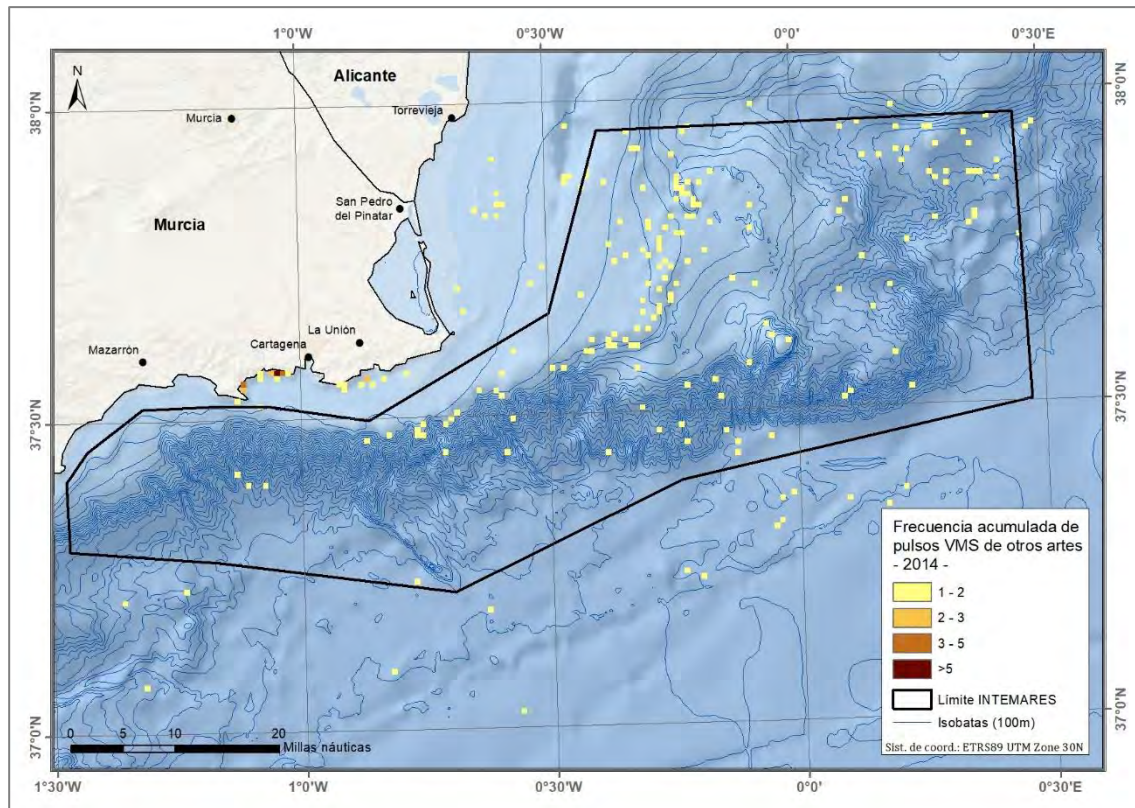 1°0'W
0°30'W
0°0'
0°30'E
N
Alicante
Torrevieja
Murcia
38°0'N
38°0'N
San Pedro
del Pinatar
Murcia
La Unión
Cartagena
Mazarrón
37°30'N
37°30'N
Frecuencia acumulada de
pulsos VMS de otros artes
- 2014 -
1 - 2
2 - 3
3 - 5
>5
Límite INTEMARES
Isobatas (100m)
Sist. de coord.: ETRS89 UTM Zone 30N
37°0'N
37°0'N
0 5 10 20
Millas náuticas
1°30'W
1°0'W
0°30'W
0°0'
0°30'E